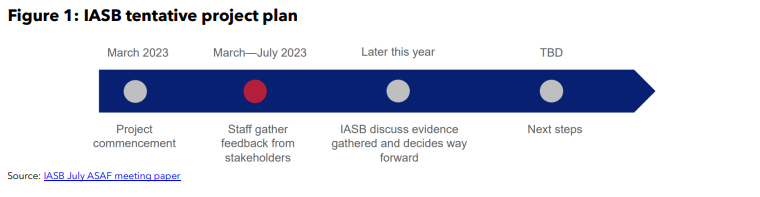 Figure 1: IASB tentative project plan
March 2023
March—July 2023
Later this year
TBD
Project
commencement
Staff gather
feedback from
stakeholders
IASB discuss evidence
gathered and decides way
forward
Next steps
Source: IASB July ASAF meeting paper